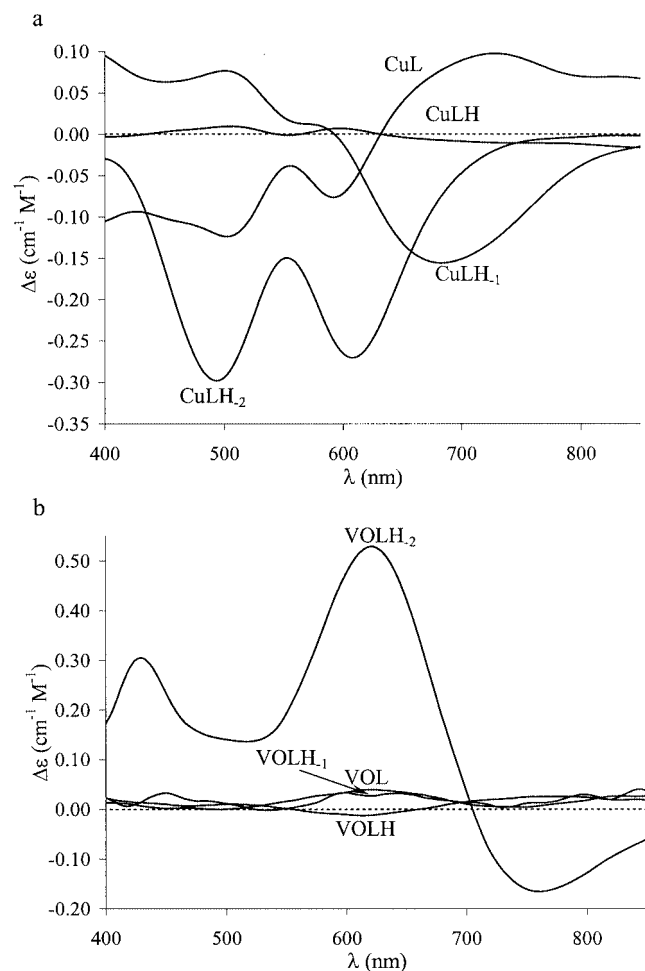 a
0.10
CuL
0.05
CuLH
0.00
-0.05
-0.10
Δε (cm⁻¹ M⁻¹)
-0.15
CuLH₋₁
-0.20
-0.25
-0.30
CuLH₋₂
-0.35
400 500 600 700 800
λ (nm)
b
VOLH₋₂
0.50
0.40
0.30
Δε (cm⁻¹ M⁻¹)
0.20
VOLH₋₁
VOL
0.10
0.00
VOLH
-0.10
-0.20
400 500 600 700 800
λ (nm)